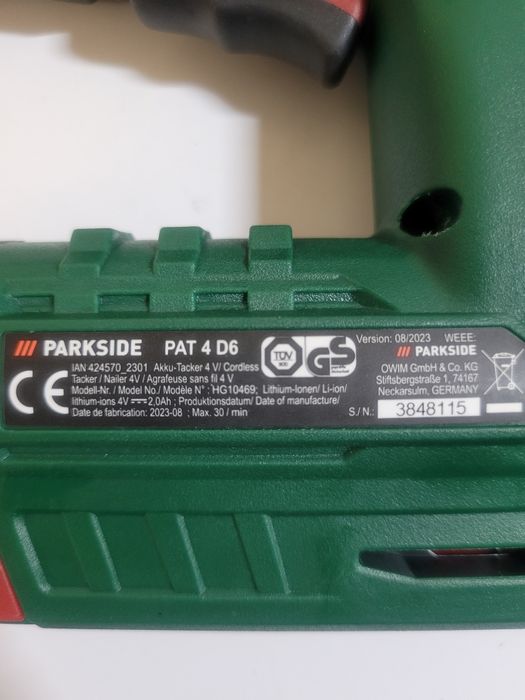 /// PARKSIDE PAT 4 D6
IAN 424570_2301 Akku-Tacker 4 V/ Cordless
Tacker / Nailer 4V / Agrafeuse sans fil 4 V
Modell-Nr. / Model No / Modèle N° : HG10469; Lithium-Ionen/ Li-ion/
lithium-ions 4V 2,0Ah ; Produktionsdatum/ Date of manufacture/
Date de fabrication: 2023-08 ; Max. 30 / min
CE
TÜV
GS
Version: 08/2023 WEEE:
/// PARKSIDE
OWIM GmbH & Co. KG
Stiftsbergstraße 1, 74167
Neckarsulm, GERMANY
S / N.: 3848115